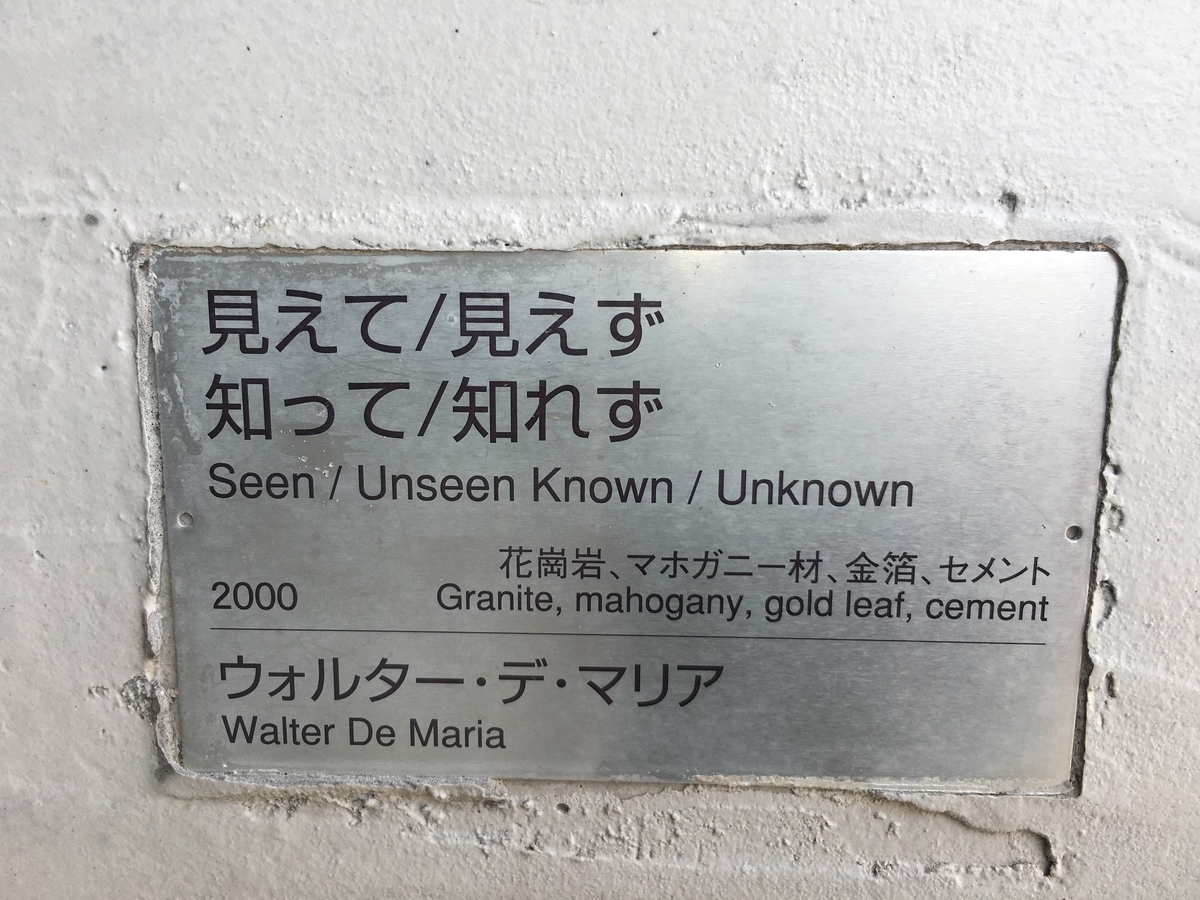 見えて/見えず
知って/知れず
Seen / Unseen Known / Unknown
花崗岩、マホガニー材、金箔、セメント
2000 Granite, mahogany, gold leaf, cement
ウォルター・デ・マリア
Walter De Maria